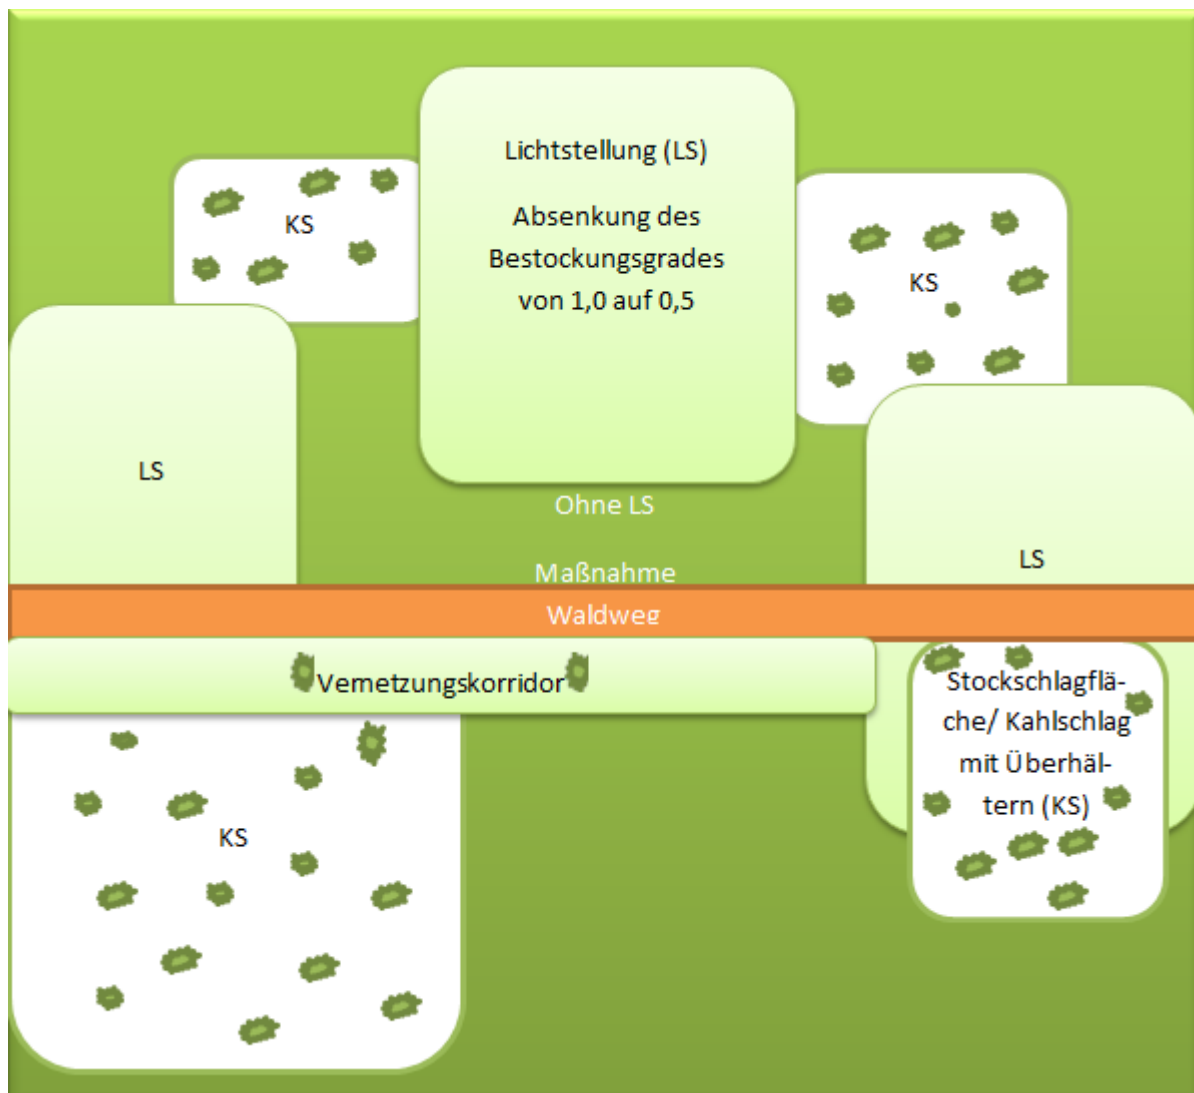 Lichtstellung (LS)
Absenkung des
Bestockungsgrades
von 1,0 auf 0,5
KS
KS
LS
Ohne LS
Maßnahme
LS
Waldweg
Vernetzungskorridor
Stockschlagflä-
che/ Kahlschlag
mit Überhäl-
tern (KS)
KS